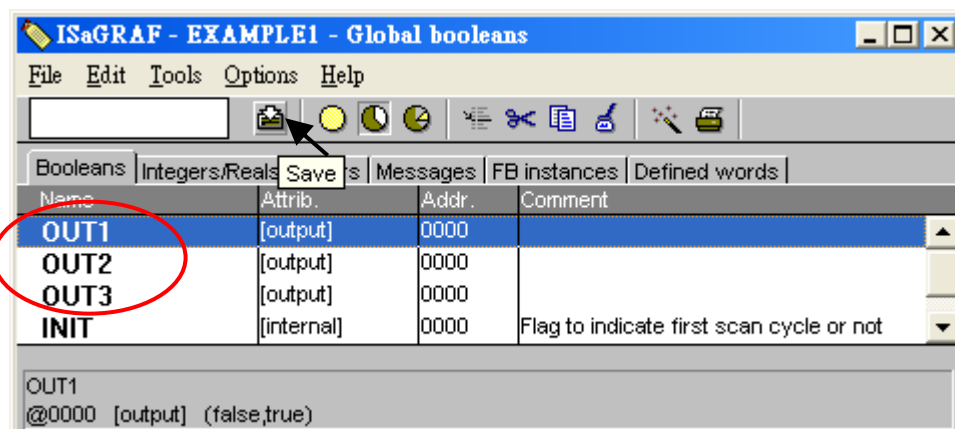 ISaGRAF - EXAMPLE1 - Global booleans
File Edit Tools Options Help
Booleans Integers/Reals Save rs Messages FB instances Defined words
Name Attrib. Addr. Comment
OUT1 [output] 0000
OUT2 [output] 0000
OUT3 [output] 0000
INIT [internal] 0000 Flag to indicate first scan cycle or not
OUT1
@0000 [output] (false,true)